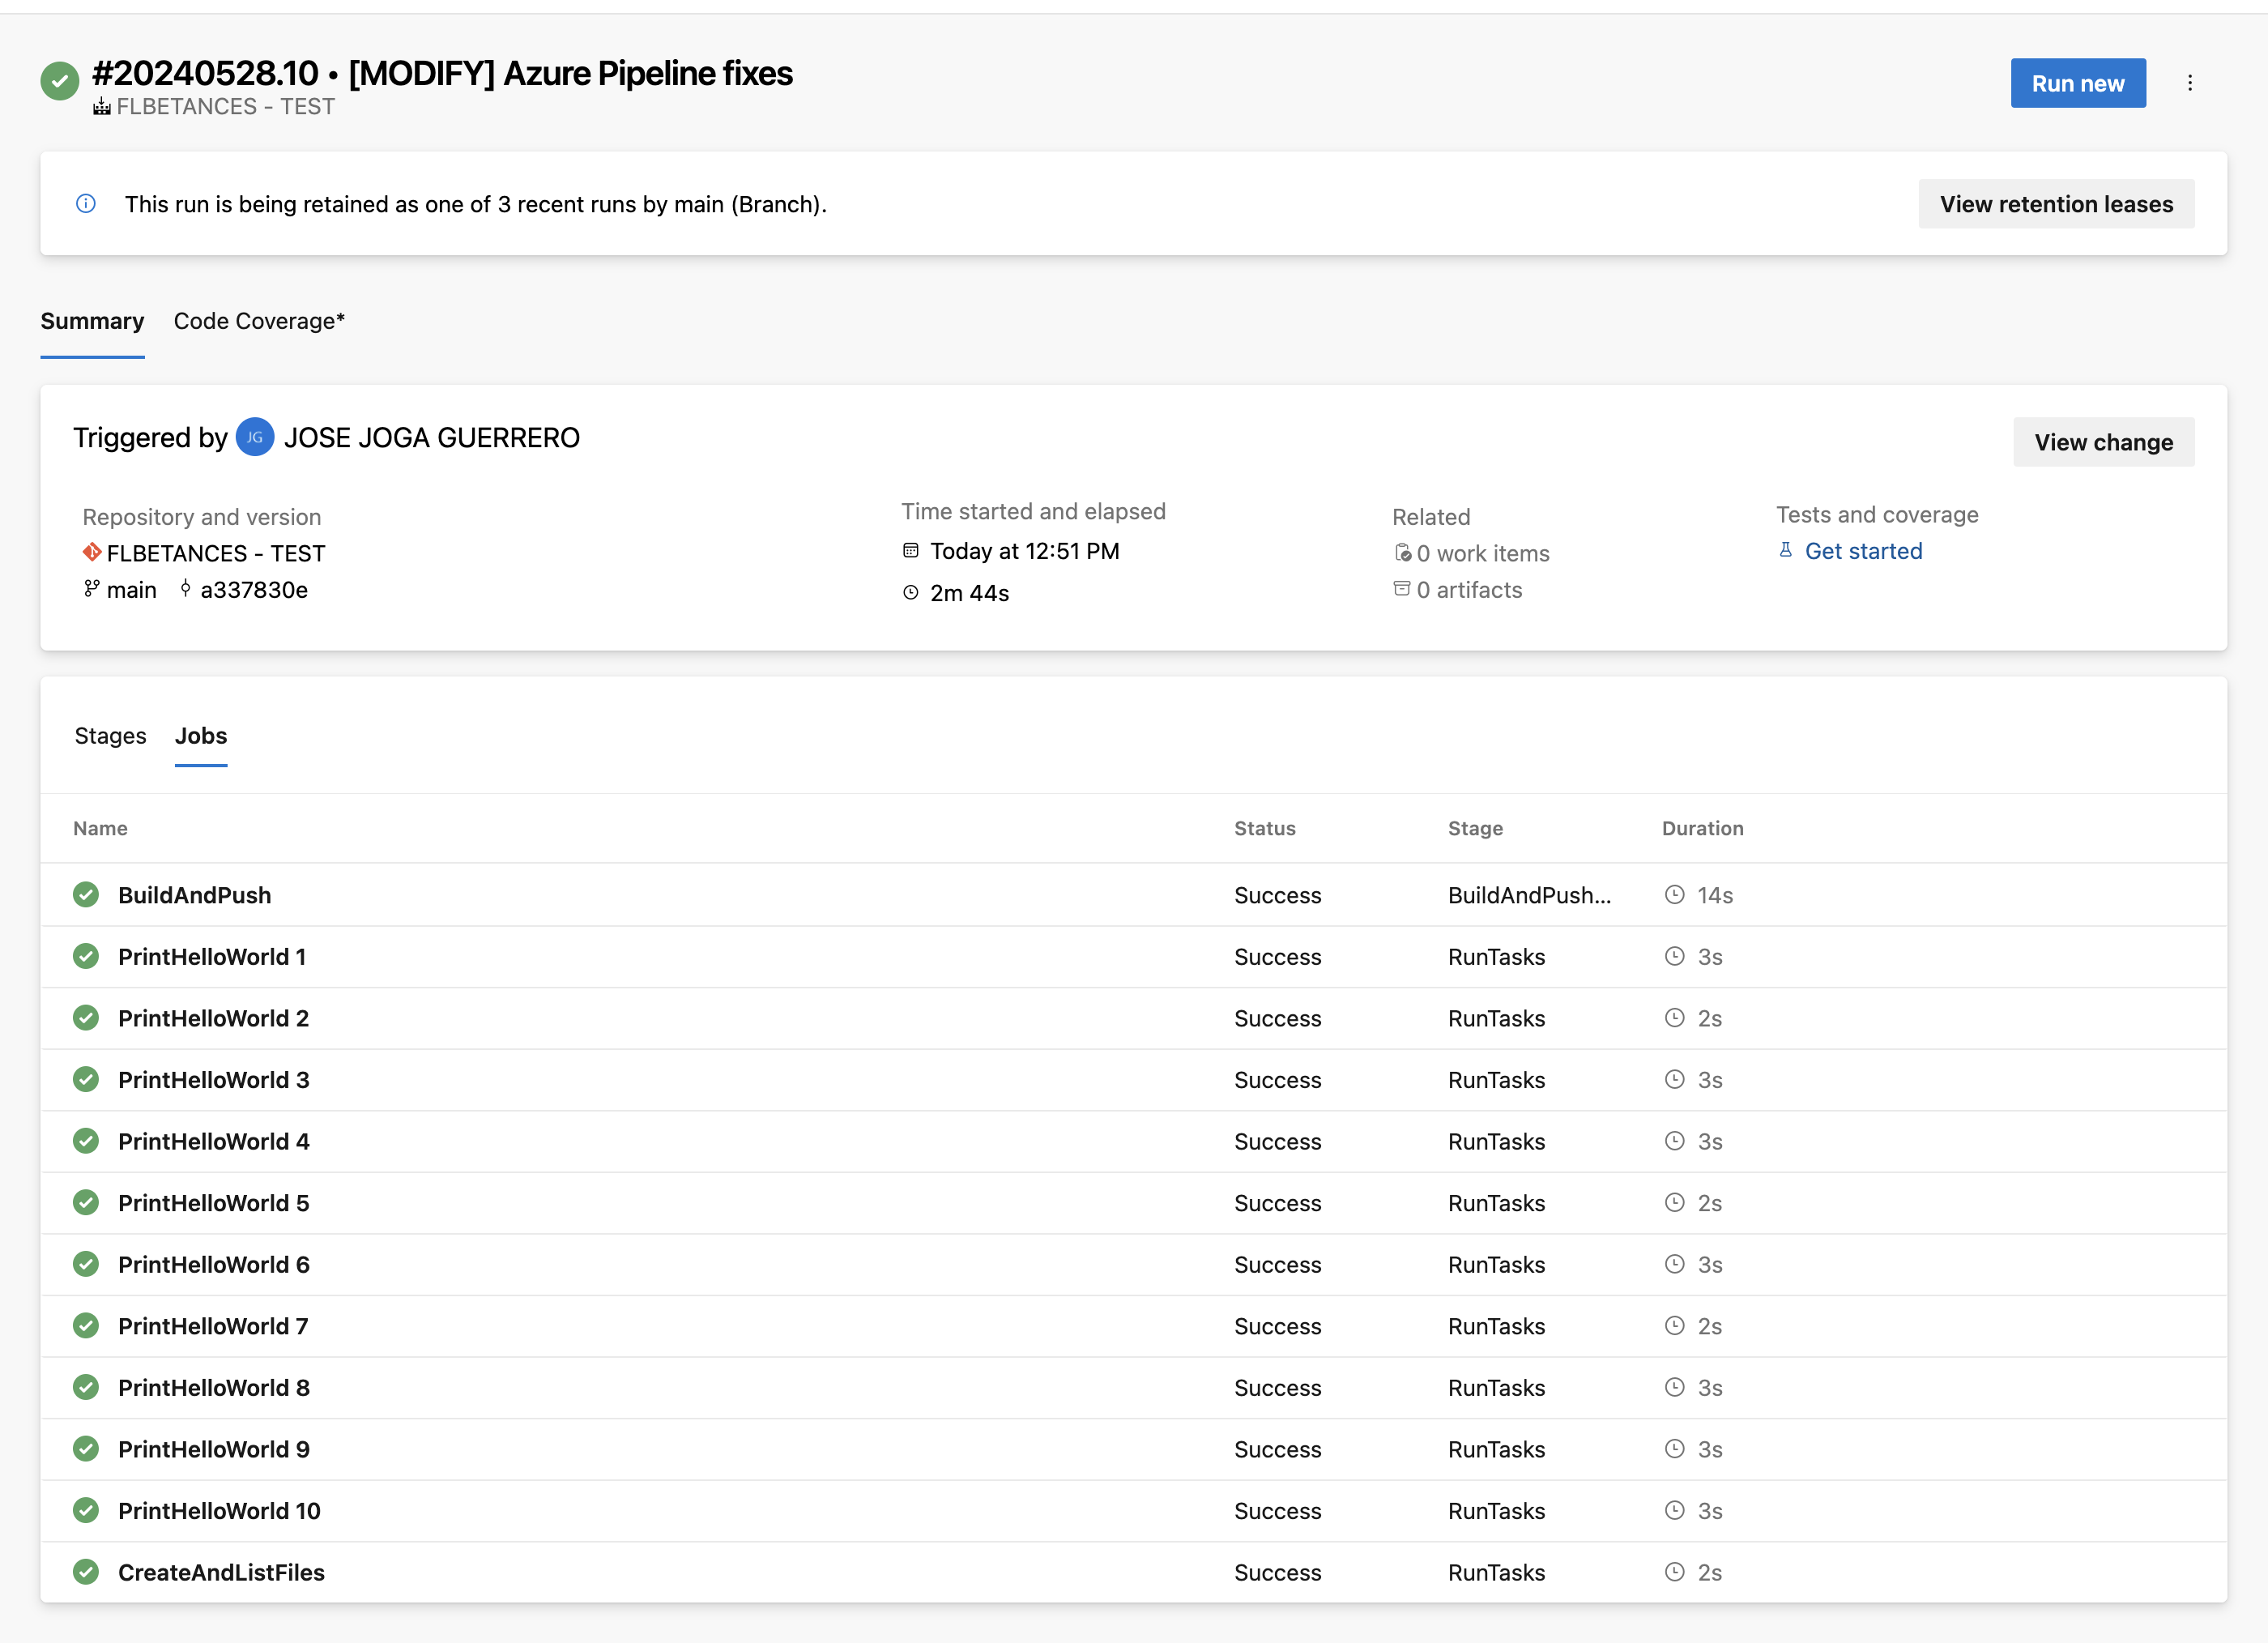 #20240528.10 • [MODIFY] Azure Pipeline fixes
FLBETANCES - TEST
Run new
This run is being retained as one of 3 recent runs by main (Branch).
View retention leases
Summary Code Coverage*
Triggered by JG JOSE JOGA GUERRERO
View change
Repository and version
FLBETANCES - TEST
main a337830e
Time started and elapsed
Today at 12:51 PM
2m 44s
Related
0 work items
0 artifacts
Tests and coverage
Get started
Stages Jobs
Name Status Stage Duration
BuildAndPush Success BuildAndPush... 14s
PrintHelloWorld 1 Success RunTasks 3s
PrintHelloWorld 2 Success RunTasks 2s
PrintHelloWorld 3 Success RunTasks 3s
PrintHelloWorld 4 Success RunTasks 3s
PrintHelloWorld 5 Success RunTasks 2s
PrintHelloWorld 6 Success RunTasks 3s
PrintHelloWorld 7 Success RunTasks 2s
PrintHelloWorld 8 Success RunTasks 3s
PrintHelloWorld 9 Success RunTasks 3s
PrintHelloWorld 10 Success RunTasks 3s
CreateAndListFiles Success RunTasks 2s